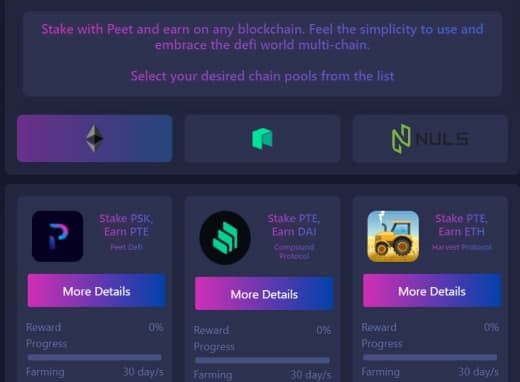 Stake with Peet and earn on any blockchain. Feel the simplicity to use and
embrace the defi world multi-chain.
Select your desired chain pools from the list
NULS
Stake PSK,
Earn PTE
Peet Defi
More Details
Reward 0%
Progress
Farming 30 day/s
Stake PTE,
Earn DAI
Compound
Protocol
More Details
Reward 0%
Progress
Farming 30 day/s
Stake PTE,
Earn ETH
Harvest Protocol
More Details
Reward 0%
Progress
Farming 30 day/s